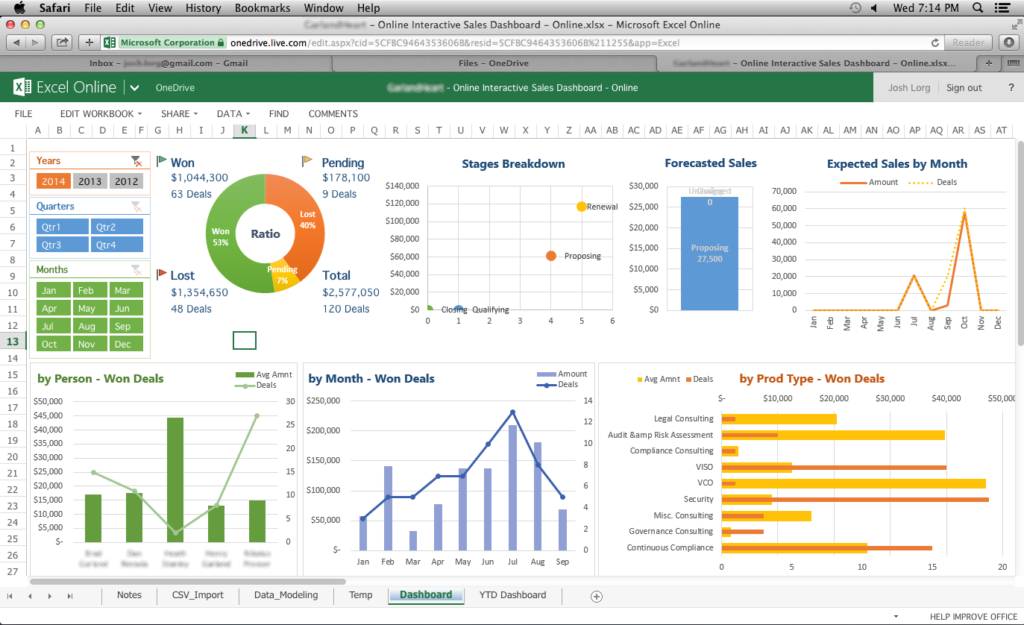 Safari File Edit View History Bookmarks Window Help Wed 7:14 PM
- Online Interactive Sales Dashboard - Online.xlsx - Microsoft Excel Online
Microsoft Corporation onedrive.live.com/edit.aspx?cid=5CFBC94643536068&resid=5CFBC94643536068%211255&app=Excel Reader
Inbox - @gmail.com - Gmail Files - OneDrive - Online Interactive Sales Dashboard - Online.xlsx...
Excel Online OneDrive - Online Interactive Sales Dashboard - Online Josh Lorg Sign out ?
FILE EDIT WORKBOOK SHARE DATA FIND COMMENTS
A B C D E F G H I J K L M N O P Q R S T U V W X Y Z AA AB AC AD AE AF AG AH AI AJ AK AL AM AN AO AP AQ AR AS AT
1
2
3
4
5
6
7
8
9
10
11
12
13
14
15
16
17
18
19
20
21
22
23
24
25
26
27
Years
2014 2013 2012
Quarters
Qtr1 Qtr2
Qtr3 Qtr4
Months
Jan Feb Mar
Apr May Jun
Jul Aug Sep
Oct Nov Dec
Won
$1,044,300
63 Deals
Pending
$178,100
9 Deals
Ratio
Won
53%
Lost
40%
Pending
7%
Lost
$1,354,650
48 Deals
Total
$2,577,050
120 Deals
Stages Breakdown
$140,000
$120,000
$100,000
$80,000
$60,000
$40,000
$20,000
$0
Renewal
Proposing
Closing Qualifying
0 1 2 3 4 5 6
Forecasted Sales
$30,000
$25,000
$20,000
$15,000
$10,000
$5,000
$0
0
Proposing
27,500
Expected Sales by Month
Amount Deals
70,000
60,000
50,000
40,000
30,000
20,000
10,000
0
Jan Feb Mar Apr May Jun Jul Aug Sep Oct Nov Dec
by Person - Won Deals
Avg Amnt
Deals
$50,000
$45,000
$40,000
$35,000
$30,000
$25,000
$20,000
$15,000
$10,000
$5,000
$-
30
25
20
15
10
5
0
by Month - Won Deals
Amount
Deals
$250,000
$200,000
$150,000
$100,000
$50,000
$-
14
12
10
8
6
4
2
0
Jan Feb Mar Apr May Jun Jul Aug Sep
Avg Amnt Deals
by Prod Type - Won Deals
$- $10,000 $20,000 $30,000 $40,000 $50,000
Legal Consulting
Audit &amp Risk Assessment
Compliance Consulting
VISO
VCO
Security
Misc. Consulting
Governance Consulting
Continuous Compliance
0 5 10 15 20
Notes CSV_Import Data_Modeling Temp Dashboard YTD Dashboard
HELP IMPROVE OFFICE